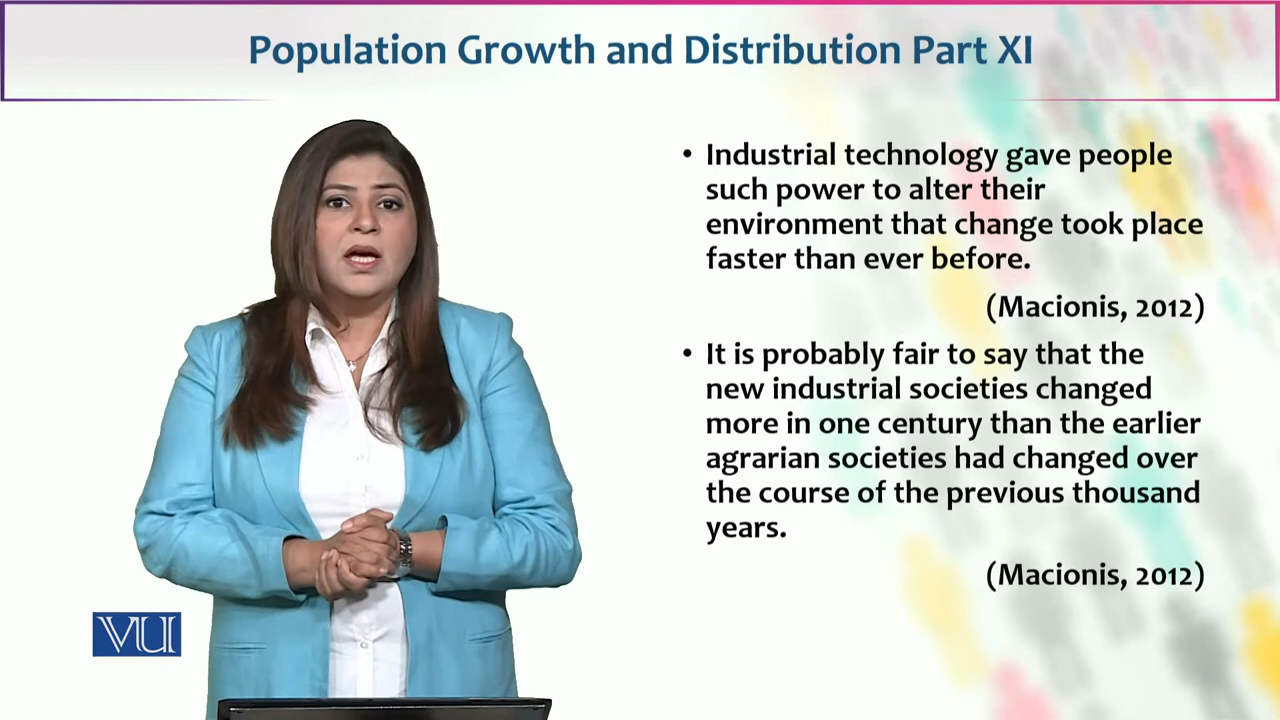 Population Growth and Distribution Part XI
• Industrial technology gave people
such power to alter their
environment that change took place
faster than ever before.
(Macionis, 2012)
• It is probably fair to say that the
new industrial societies changed
more in one century than the earlier
agrarian societies had changed over
the course of the previous thousand
years.
(Macionis, 2012)
VU